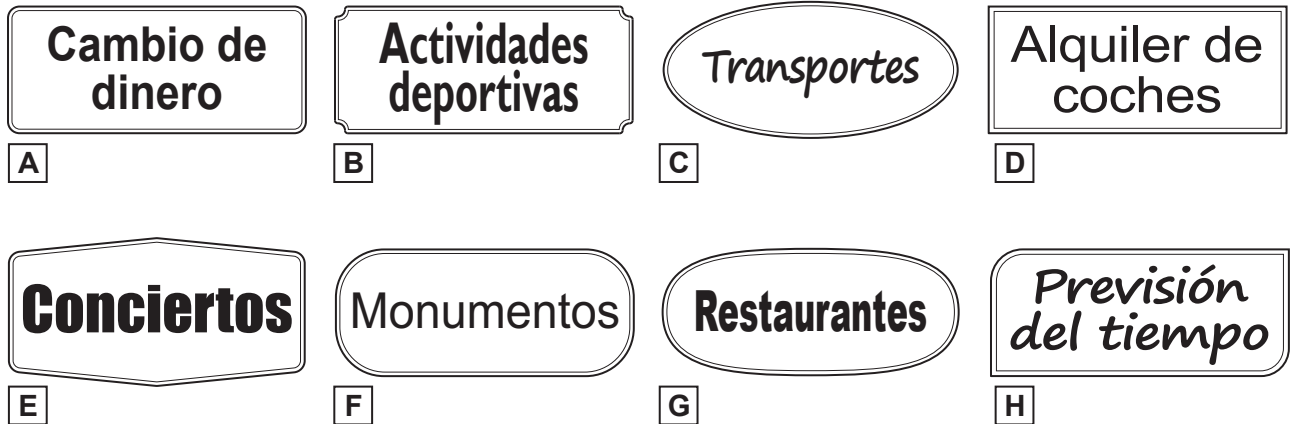 Cambio de
dinero
A
Actividades
deportivas
B
Transportes
C
Alquiler de
coches
D
Conciertos
E
Monumentos
F
Restaurantes
G
Previsión
del tiempo
H